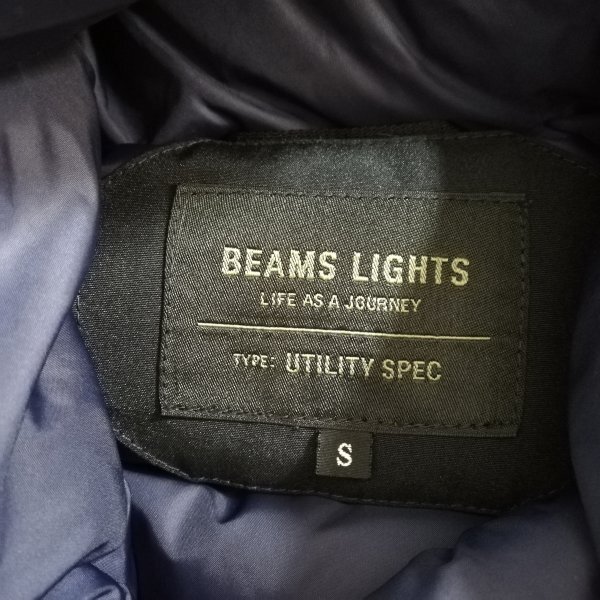 BEAMS LIGHTS
LIFE AS A JOURNEY
TYPE: UTILITY SPEC
S